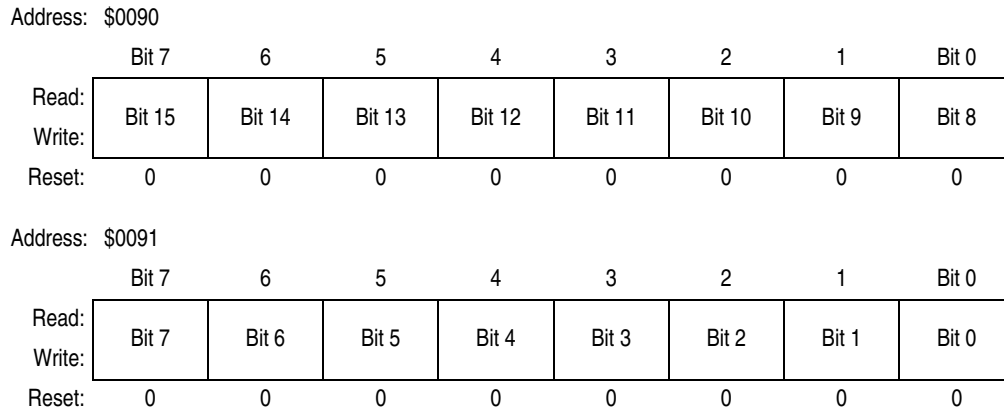 Address: $0090
Bit 7 6 5 4 3 2 1 Bit 0
Read:
Bit 15 Bit 14 Bit 13 Bit 12 Bit 11 Bit 10 Bit 9 Bit 8
Write:
Reset: 0 0 0 0 0 0 0 0
Address: $0091
Bit 7 6 5 4 3 2 1 Bit 0
Read:
Bit 7 Bit 6 Bit 5 Bit 4 Bit 3 Bit 2 Bit 1 Bit 0
Write:
Reset: 0 0 0 0 0 0 0 0